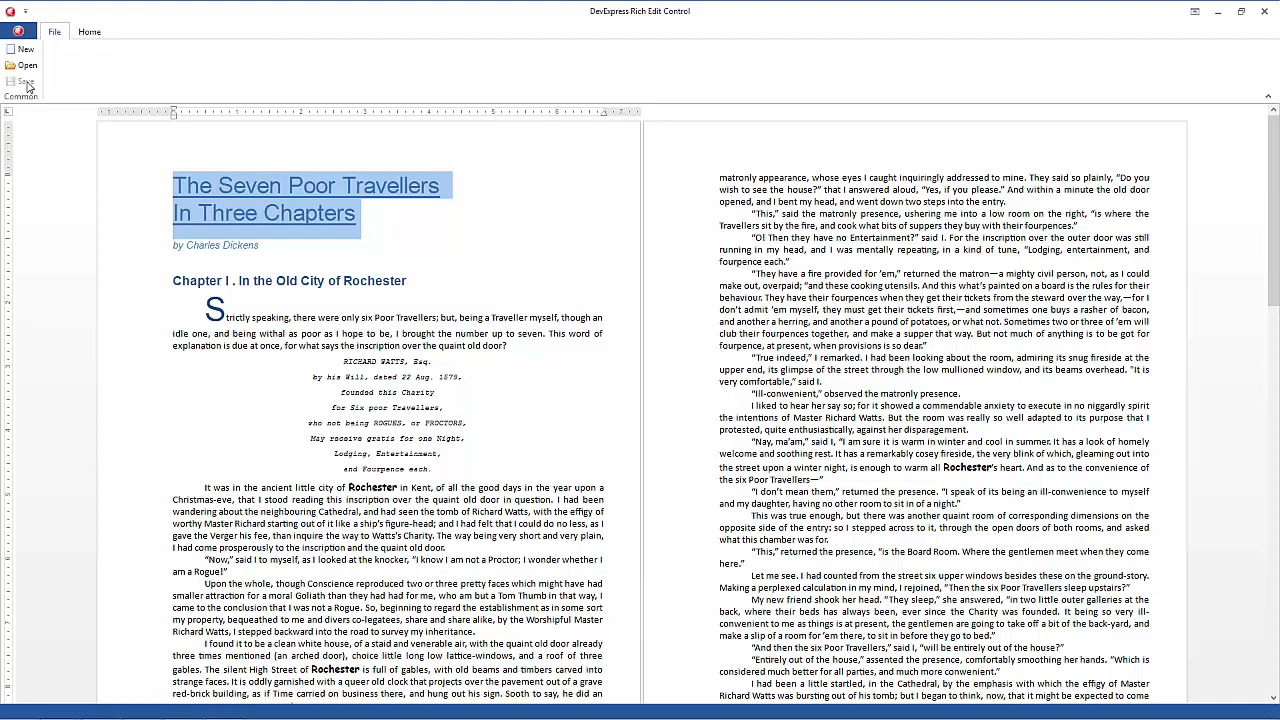 DevExpress Rich Edit Control
File Home
New
Open
Save
Common
1 1 2 3 4 5 6 7
The Seven Poor Travellers
In Three Chapters
by Charles Dickens
Chapter I . In the Old City of Rochester
Strictly speaking, there were only six Poor Travellers; but, being a Traveller myself, though an
idle one, and being withal as poor as I hope to be, I brought the number up to seven. This word of
explanation is due at once, for what says the inscription over the quaint old door?
RICHARD WATTS, Esq.
by his Will, dated 22 Aug. 1579,
founded this Charity
for Six poor Travellers,
who not being ROGUES, or PROCTORS,
May receive gratis for one Night,
Lodging, Entertainment,
and Fourpence each.
It was in the ancient little city of Rochester in Kent, of all the good days in the year upon a
Christmas-eve, that I stood reading this inscription over the quaint old door in question. I had been
wandering about the neighbouring Cathedral, and had seen the tomb of Richard Watts, with the effigy of
worthy Master Richard starting out of it like a ship's figure-head; and I had felt that I could do no less, as I
gave the Verger his fee, than inquire the way to Watts's Charity. The way being very short and very plain,
I had come prosperously to the inscription and the quaint old door.
“Now,” said I to myself, as I looked at the knocker, “I know I am not a Proctor; I wonder whether I
am a Rogue!”
Upon the whole, though Conscience reproduced two or three pretty faces which might have had
smaller attraction for a moral Goliath than they had had for me, who am but a Tom Thumb in that way, I
came to the conclusion that I was not a Rogue. So, beginning to regard the establishment as in some sort
my property, bequeathed to me and divers co-legatees, share and share alike, by the Worshipful Master
Richard Watts, I stepped backward into the road to survey my inheritance.
I found it to be a clean white house, of a staid and venerable air, with the quaint old door already
three times mentioned (an arched door), choice little long low lattice-windows, and a roof of three
gables. The silent High Street of Rochester is full of gables, with old beams and timbers carved into
strange faces. It is oddly garnished with a queer old clock that projects over the pavement out of a grave
red-brick building, as if Time carried on business there, and hung out his sign. Sooth to say, he did an
matronly appearance, whose eyes I caught inquiringly addressed to mine. They said so plainly, “Do you
wish to see the house?” that I answered aloud, “Yes, if you please.” And within a minute the old door
opened, and I bent my head, and went down two steps into the entry.
“This,” said the matronly presence, ushering me into a low room on the right, “is where the
Travellers sit by the fire, and cook what bits of suppers they buy with their fourpences.”
“O! Then they have no Entertainment?” said I. For the inscription over the outer door was still
running in my head, and I was mentally repeating, in a kind of tune, “Lodging, entertainment, and
fourpence each.”
“They have a fire provided for ’em,” returned the matron—a mighty civil person, not, as I could
make out, overpaid; “and these cooking utensils. And this what’s painted on a board is the rules for their
behaviour. They have their fourpences when they get their tickets from the steward over the way,—for I
don’t admit ’em myself, they must get their tickets first,—and sometimes one buys a rasher of bacon,
and another a herring, and another a pound of potatoes, or what not. Sometimes two or three of ’em will
club their fourpences together, and make a supper that way. But not much of anything is to be got for
fourpence, at present, when provisions is so dear.”
“True indeed,” I remarked. I had been looking about the room, admiring its snug fireside at the
upper end, its glimpse of the street through the low mullioned window, and its beams overhead. “It is
very comfortable,” said I.
“Ill-convenient,” observed the matronly presence.
I liked to hear her say so; for it showed a commendable anxiety to execute in no niggardly spirit
the intentions of Master Richard Watts. But the room was really so well adapted to its purpose that I
protested, quite enthusiastically, against her disparagement.
“Nay, ma’am,” said I, “I am sure it is warm in winter and cool in summer. It has a look of homely
welcome and soothing rest. It has a remarkably cosey fireside, the very blink of which, gleaming out into
the street upon a winter night, is enough to warm all Rochester’s heart. And as to the convenience of
the six Poor Travellers—”
“I don’t mean them,” returned the presence. “I speak of its being an ill-convenience to myself
and my daughter, having no other room to sit in of a night.”
This was true enough, but there was another quaint room of corresponding dimensions on the
opposite side of the entry: so I stepped across to it, through the open doors of both rooms, and asked
what this chamber was for.
“This,” returned the presence, “is the Board Room. Where the gentlemen meet when they come
here.”
Let me see. I had counted from the street six upper windows besides these on the ground-story.
Making a perplexed calculation in my mind, I rejoined, “Then the six Poor Travellers sleep upstairs?”
My new friend shook her head. “They sleep,” she answered, “in two little outer galleries at the
back, where their beds has always been, ever since the Charity was founded. It being so very ill-
convenient to me as things is at present, the gentlemen are going to take off a bit of the back-yard, and
make a slip of a room for ’em there, to sit in before they go to bed.”
“And then the six Poor Travellers,” said I, “will be entirely out of the house?”
“Entirely out of the house,” assented the presence, comfortably smoothing her hands. “Which is
considered much better for all parties, and much more convenient.”
I had been a little startled, in the Cathedral, by the emphasis with which the effigy of Master
Richard Watts was bursting out of his tomb; but I began to think, now, that it might be expected to come